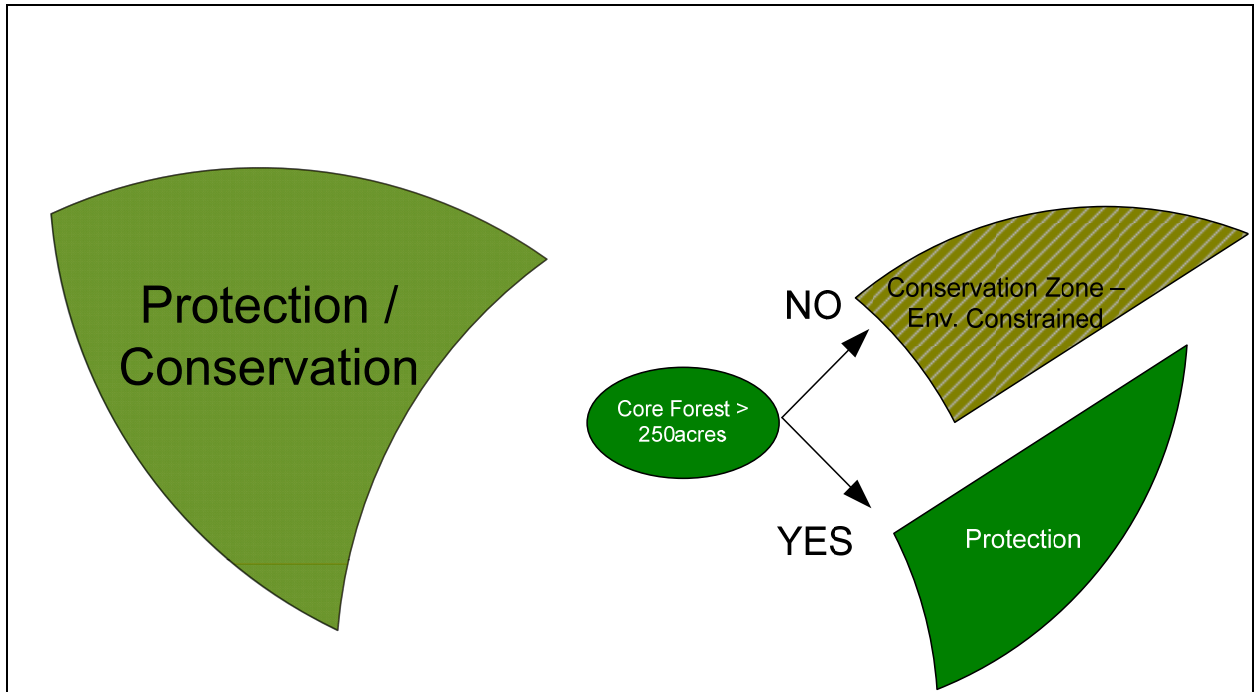 Protection /
Conservation
NO
Conservation Zone –
Env. Constrained
Core Forest >
250acres
YES
Protection